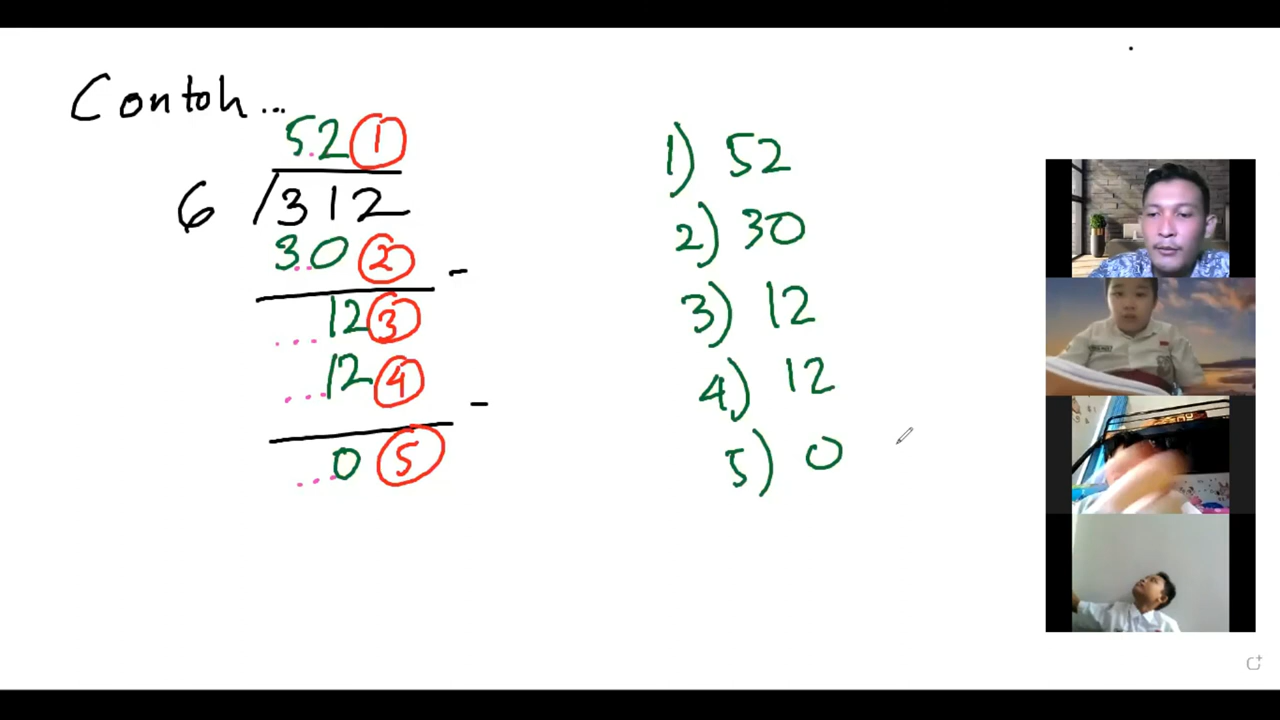 Contoh...
52 1
6 / 312
30 2 -
12 3
12 4 -
0 5
1) 52
2) 30
3) 12
4) 12
5) 0